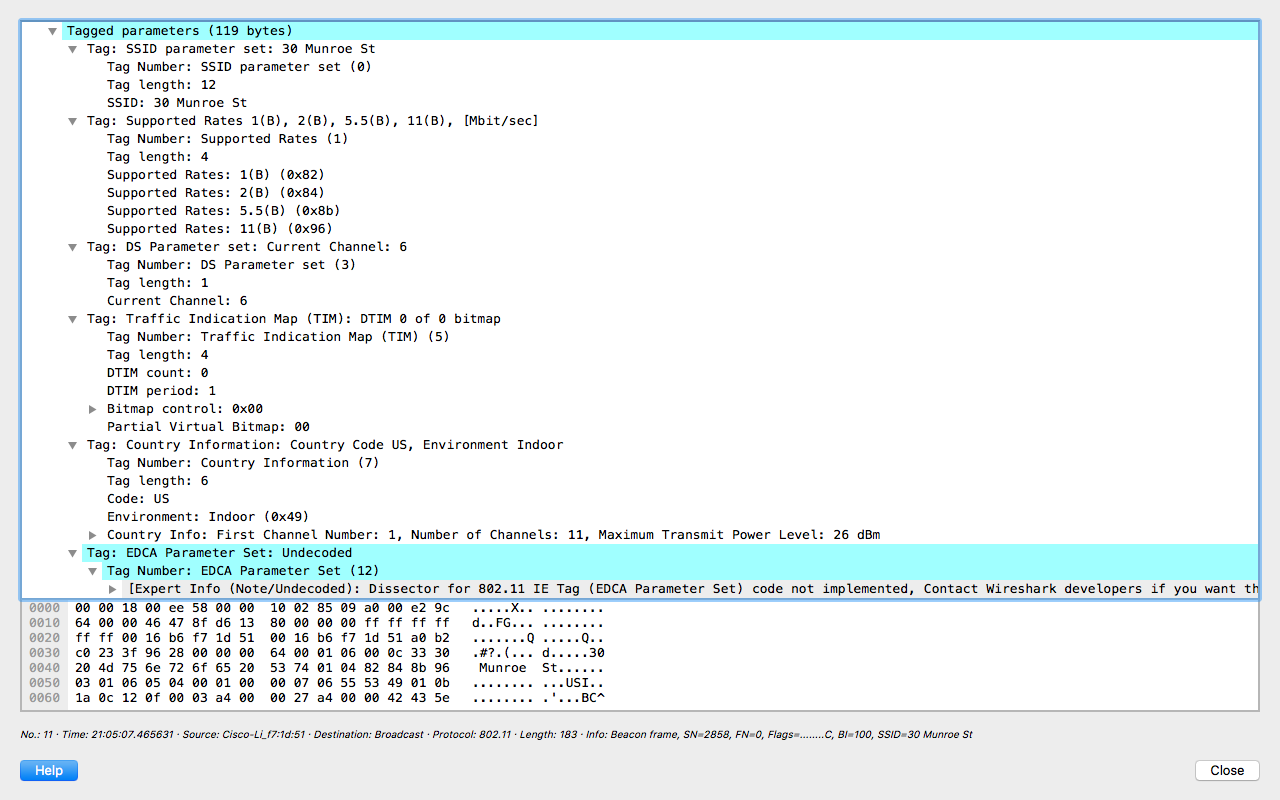 Tagged parameters (119 bytes)
Tag: SSID parameter set: 30 Munroe St
Tag Number: SSID parameter set (0)
Tag length: 12
SSID: 30 Munroe St
Tag: Supported Rates 1(B), 2(B), 5.5(B), 11(B), [Mbit/sec]
Tag Number: Supported Rates (1)
Tag length: 4
Supported Rates: 1(B) (0x82)
Supported Rates: 2(B) (0x84)
Supported Rates: 5.5(B) (0x8b)
Supported Rates: 11(B) (0x96)
Tag: DS Parameter set: Current Channel: 6
Tag Number: DS Parameter set (3)
Tag length: 1
Current Channel: 6
Tag: Traffic Indication Map (TIM): DTIM 0 of 0 bitmap
Tag Number: Traffic Indication Map (TIM) (5)
Tag length: 4
DTIM count: 0
DTIM period: 1
Bitmap control: 0x00
Partial Virtual Bitmap: 00
Tag: Country Information: Country Code US, Environment Indoor
Tag Number: Country Information (7)
Tag length: 6
Code: US
Environment: Indoor (0x49)
Country Info: First Channel Number: 1, Number of Channels: 11, Maximum Transmit Power Level: 26 dBm
Tag: EDCA Parameter Set: Undecoded
Tag Number: EDCA Parameter Set (12)
[Expert Info (Note/Undecoded): Dissector for 802.11 IE Tag (EDCA Parameter Set) code not implemented, Contact Wireshark developers if you want th
0000 00 00 18 00 ee 58 00 00 10 02 85 09 a0 00 e2 9c .....X.. ........
0010 64 00 00 46 47 8f d6 13 80 00 00 00 ff ff ff ff d..FG... ........
0020 ff ff 00 16 b6 f7 1d 51 00 16 b6 f7 1d 51 a0 b2 .......Q .....Q..
0030 c0 23 3f 96 28 00 00 00 64 00 01 06 00 0c 33 30 .#?.(... d.....30
0040 20 4d 75 6e 72 6f 65 20 53 74 01 04 82 84 8b 96 Munroe St......
0050 03 01 06 05 04 00 01 00 00 07 06 55 53 49 01 0b ........ ...USI..
0060 1a 0c 12 0f 00 03 a4 00 00 27 a4 00 00 42 43 5e ........ .'...BC^
No.: 11 · Time: 21:05:07.465631 · Source: Cisco-Li_f7:1d:51 · Destination: Broadcast · Protocol: 802.11 · Length: 183 · Info: Beacon frame, SN=2858, FN=0, Flags=........C, BI=100, SSID=30 Munroe St
Help
Close